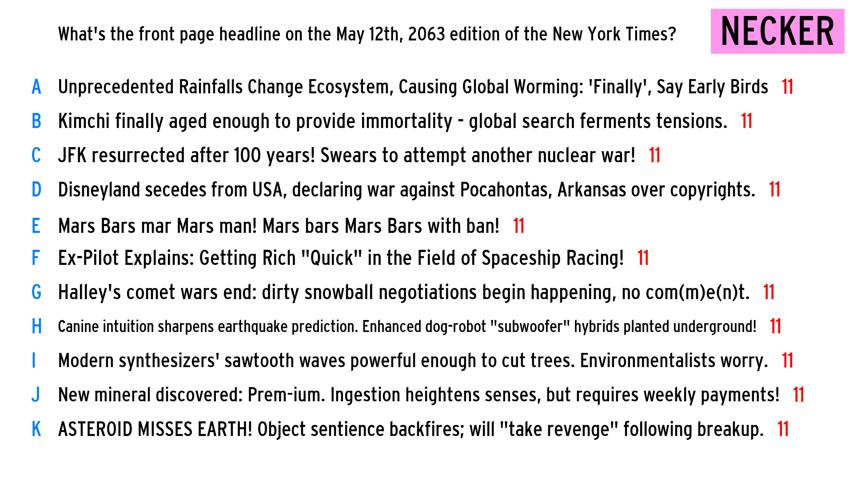 What's the front page headline on the May 12th, 2063 edition of the New York Times? NECKER
A Unprecedented Rainfalls Change Ecosystem, Causing Global Worming: 'Finally', Say Early Birds 11
B Kimchi finally aged enough to provide immortality - global search ferments tensions. 11
C JFK resurrected after 100 years! Swears to attempt another nuclear war! 11
D Disneyland secedes from USA, declaring war against Pocahontas, Arkansas over copyrights. 11
E Mars Bars mar Mars man! Mars bars Mars Bars with ban! 11
F Ex-Pilot Explains: Getting Rich "Quick" in the Field of Spaceship Racing! 11
G Halley's comet wars end: dirty snowball negotiations begin happening, no com(m)e(n)t. 11
H Canine intuition sharpens earthquake prediction. Enhanced dog-robot "subwoofer" hybrids planted underground! 11
I Modern synthesizers' sawtooth waves powerful enough to cut trees. Environmentalists worry. 11
J New mineral discovered: Prem-ium. Ingestion heightens senses, but requires weekly payments! 11
K ASTEROID MISSES EARTH! Object sentience backfires; will "take revenge" following breakup. 11